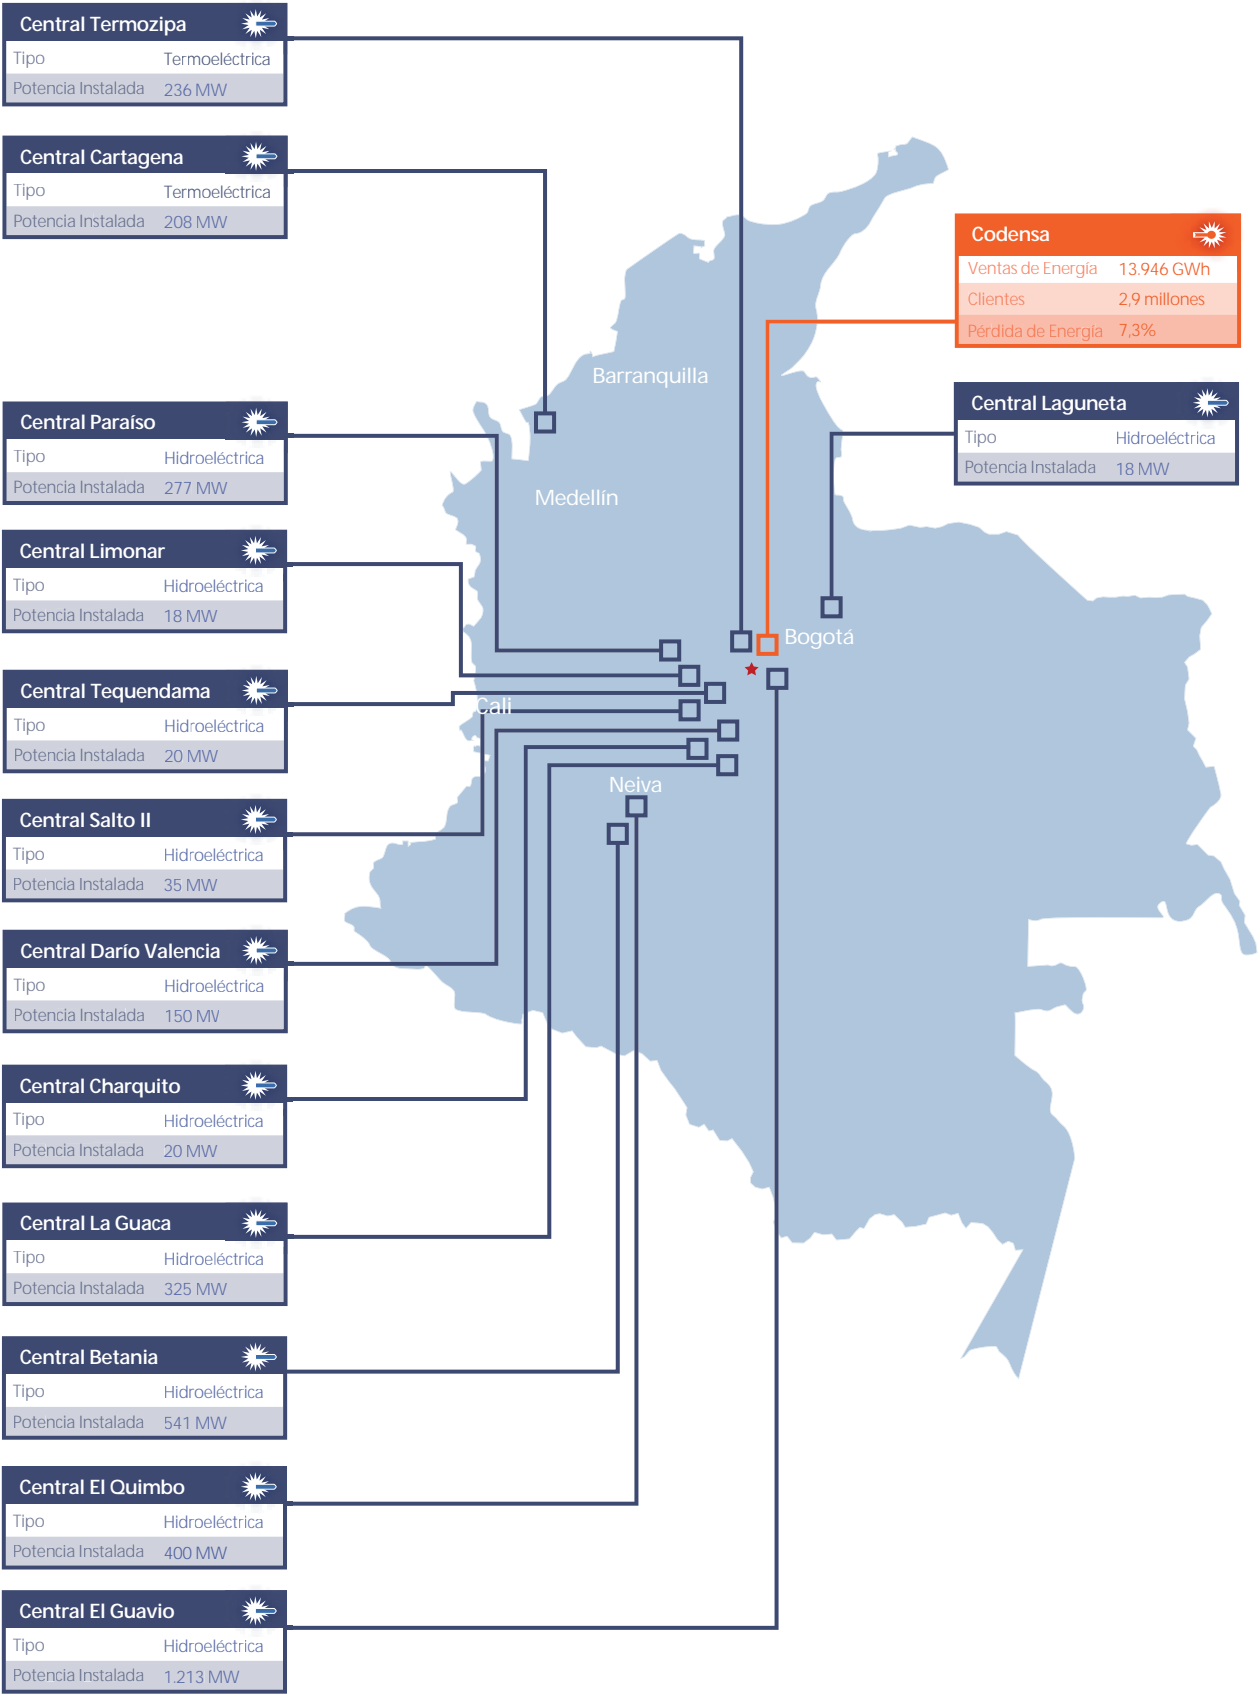 Central Termozipa
Tipo Termoeléctrica
Potencia Instalada 236 MW
Central Cartagena
Tipo Termoeléctrica
Potencia Instalada 208 MW
Codensa
Ventas de Energía 13.946 GWh
Clientes 2,9 millones
Pérdida de Energía 7,3%
Barranquilla
Central Laguneta
Tipo Hidroeléctrica
Potencia Instalada 18 MW
Central Paraíso
Tipo Hidroeléctrica
Potencia Instalada 277 MW
Medellín
Central Limonar
Tipo Hidroeléctrica
Potencia Instalada 18 MW
Bogotá
Central Tequendama
Tipo Hidroeléctrica
Potencia Instalada 20 MW
Cali
Neiva
Central Salto II
Tipo Hidroeléctrica
Potencia Instalada 35 MW
Central Darío Valencia
Tipo Hidroeléctrica
Potencia Instalada 150 MW
Central Charquito
Tipo Hidroeléctrica
Potencia Instalada 20 MW
Central La Guaca
Tipo Hidroeléctrica
Potencia Instalada 325 MW
Central Betania
Tipo Hidroeléctrica
Potencia Instalada 541 MW
Central El Quimbo
Tipo Hidroeléctrica
Potencia Instalada 400 MW
Central El Guavio
Tipo Hidroeléctrica
Potencia Instalada 1.213 MW